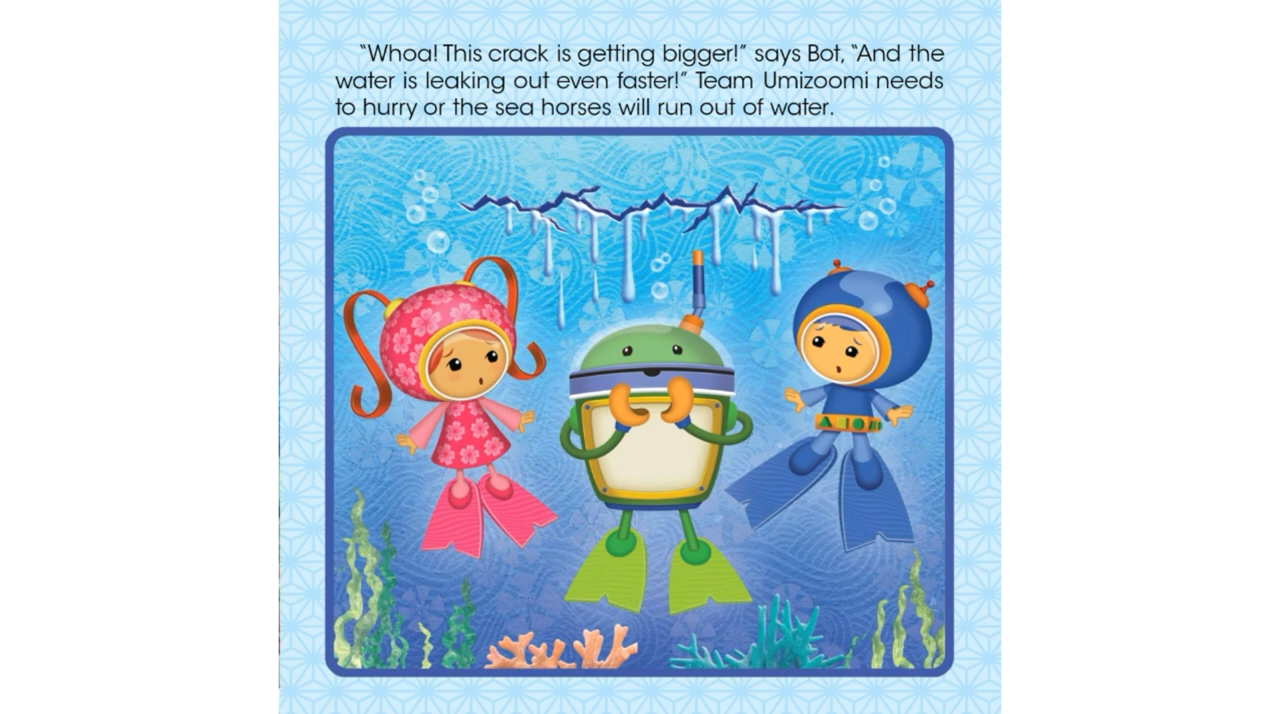 “Whoa! This crack is getting bigger!” says Bot, “And the
water is leaking out even faster!” Team Umizoomi needs
to hurry or the sea horses will run out of water.